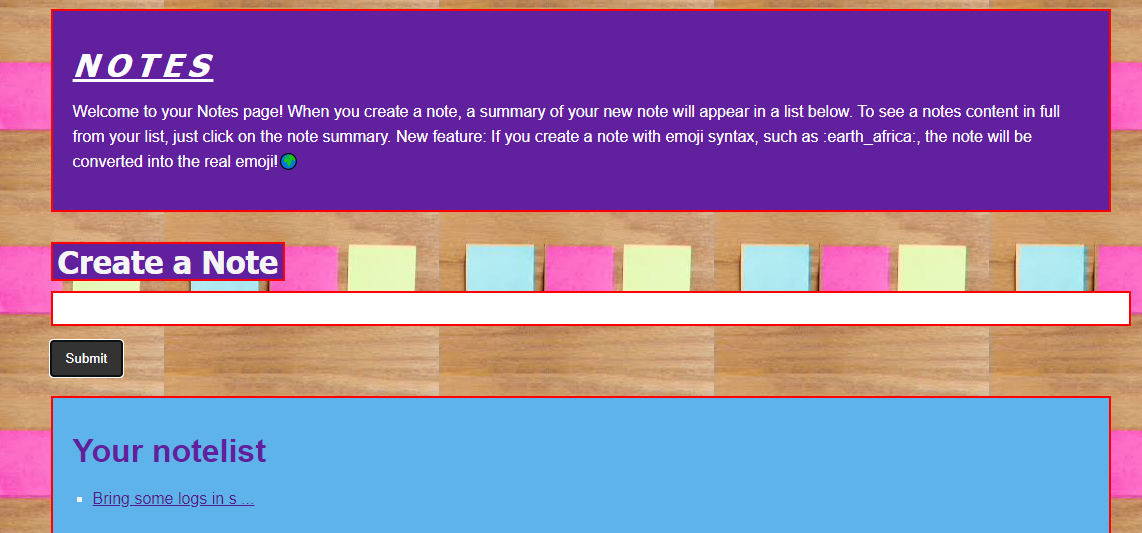 NOTES
Welcome to your Notes page! When you create a note, a summary of your new note will appear in a list below. To see a notes content in full
from your list, just click on the note summary. New feature: If you create a note with emoji syntax, such as :earth_africa:, the note will be
converted into the real emoji!🌍
Create a Note
Submit
Your notelist
Bring some logs in s ...